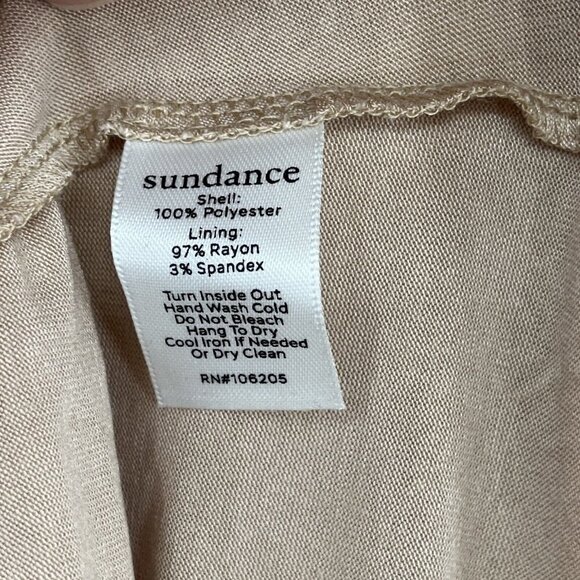 sundance
Shell:
100% Polyester
Lining:
97% Rayon
3% Spandex
Turn Inside Out
Hand Wash Cold
Do Not Bleach
Hang To Dry
Cool Iron If Needed
Or Dry Clean
RN#106205